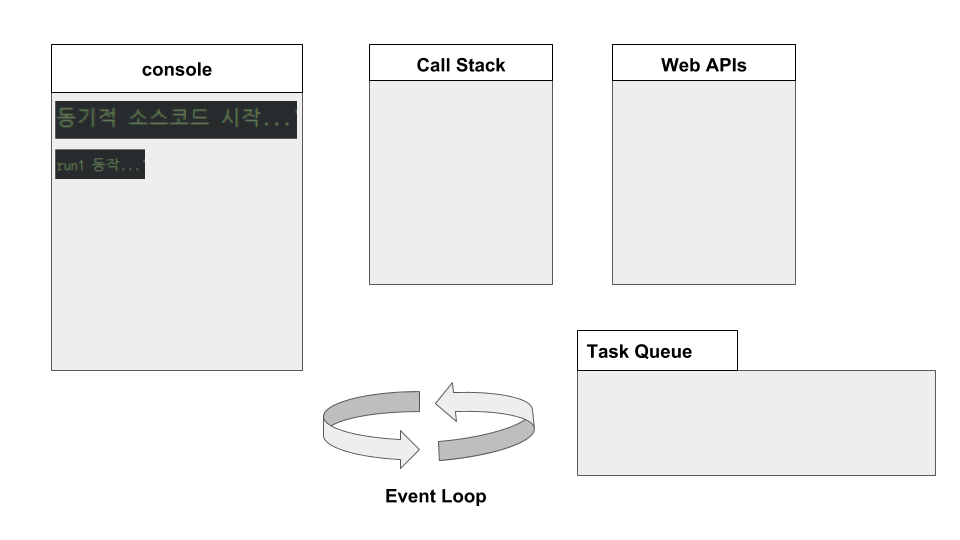 console
Call Stack
Web APIs
동기적 소스코드 시작...'
run1 동작...'
Task Queue
Event Loop